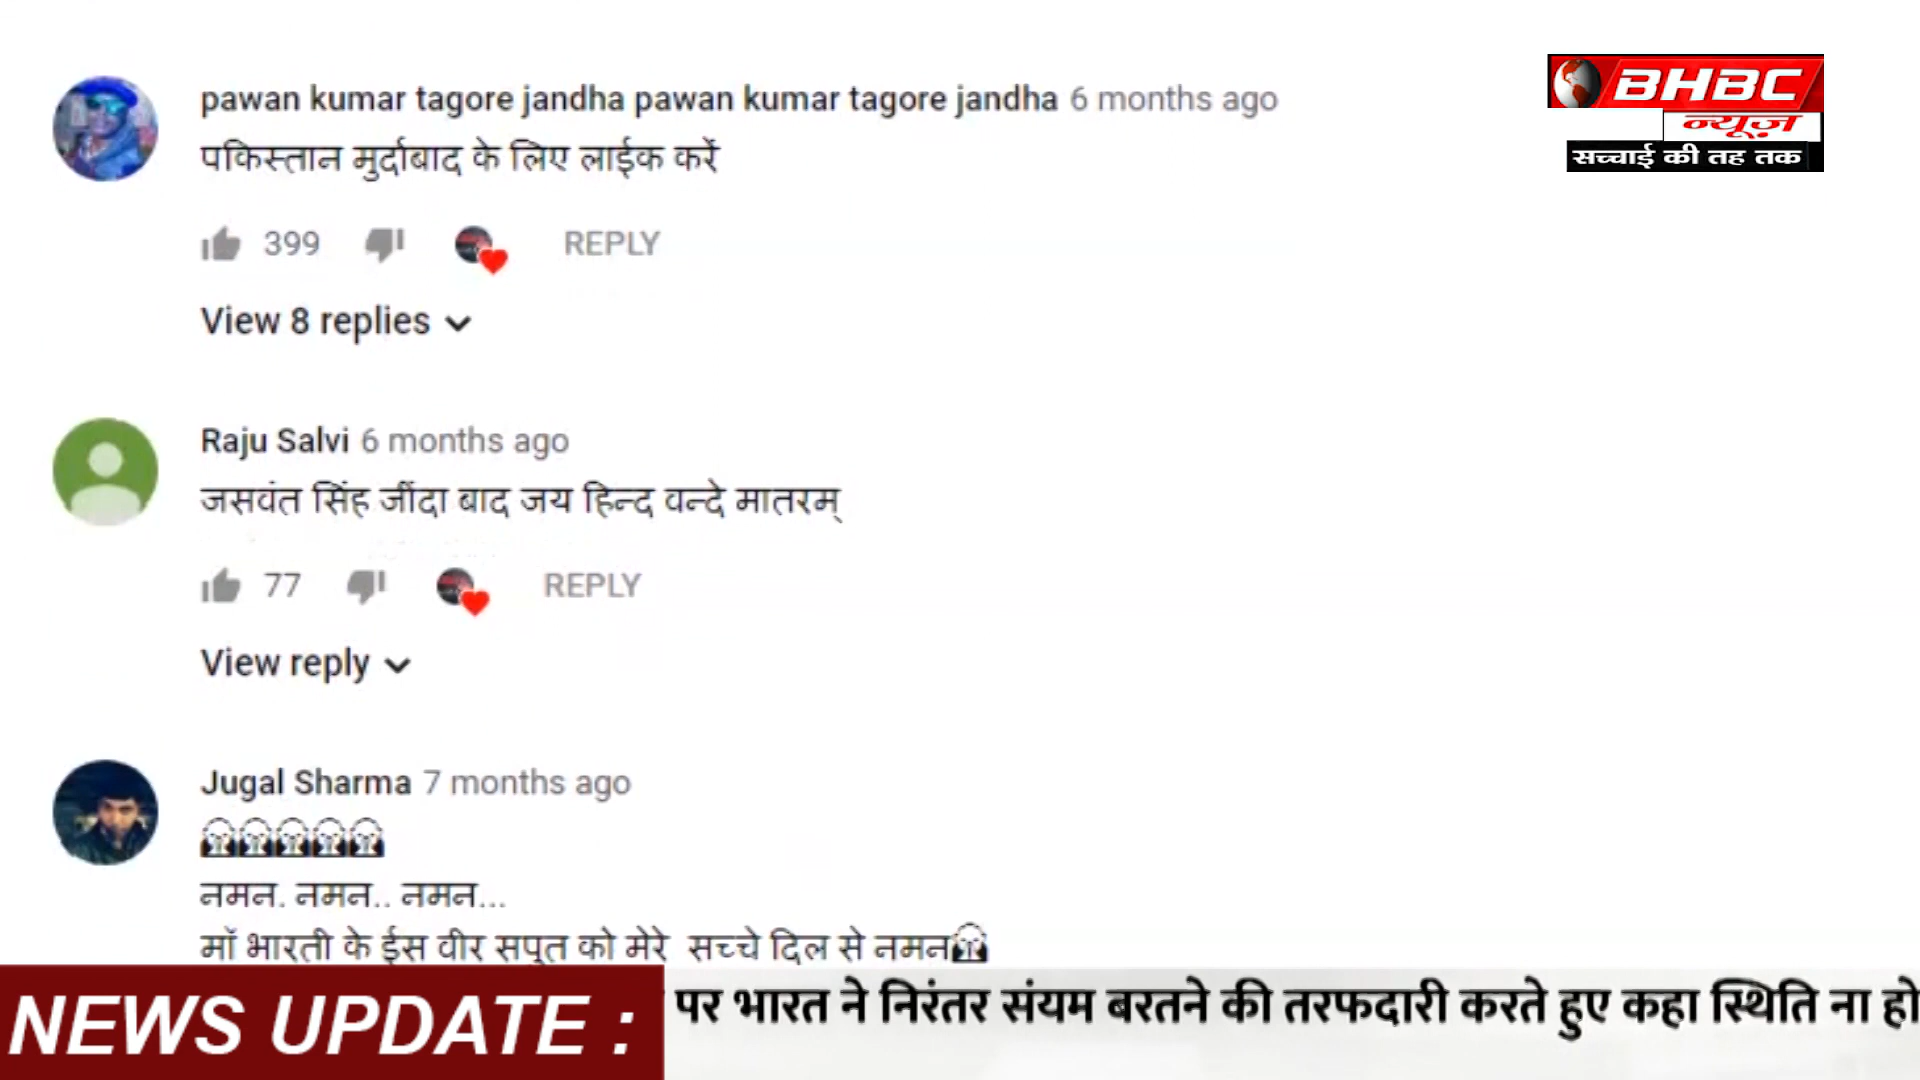 pawan kumar tagore jandha pawan kumar tagore jandha 6 months ago
पकिस्तान मुर्दाबाद के लिए लाईक करें
399 REPLY
View 8 replies
BHBC
न्यूज़
सच्चाई की तह तक
Raju Salvi 6 months ago
जसवंत सिंह जींदा बाद जय हिन्द वन्दे मातरम्
77 REPLY
View reply
Jugal Sharma 7 months ago
नमन. नमन.. नमन...
मॉ भारती के ईस वीर सपूत को मेरे सच्चे दिल से नमन
NEWS UPDATE : पर भारत ने निरंतर संयम बरतने की तरफदारी करते हुए कहा स्थिति ना हो